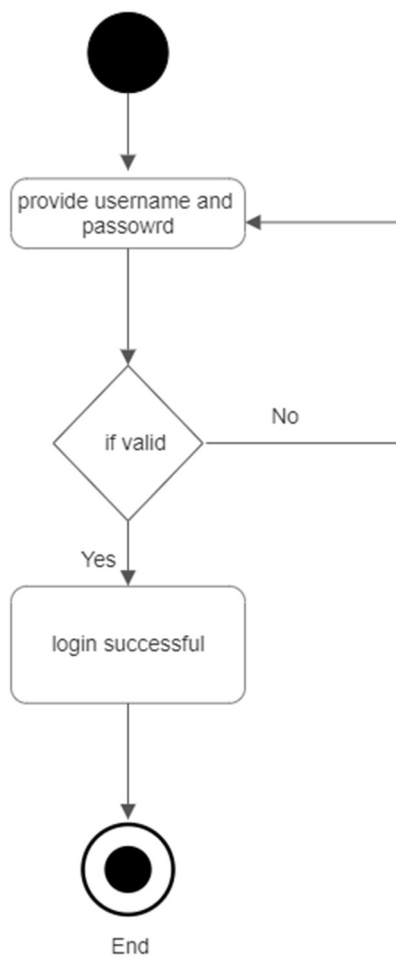 provide username and
passowrd
if valid
No
Yes
login successful
End